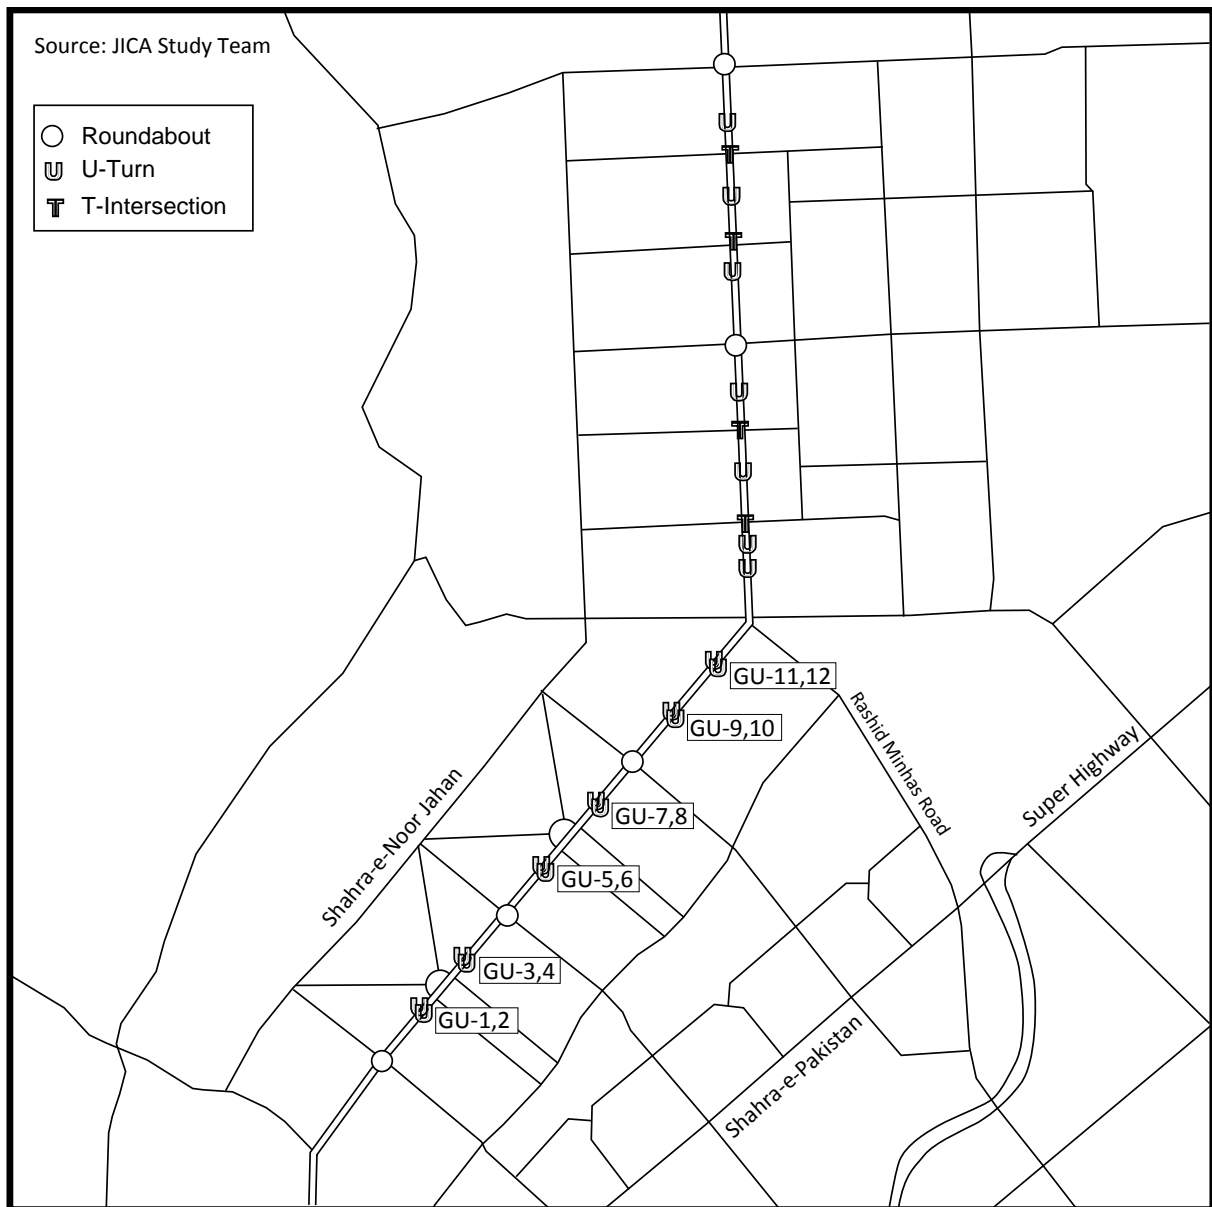 Source: JICA Study Team
Roundabout
U-Turn
T-Intersection
GU-11,12
GU-9,10
Rashid Minhas Road
Super Highway
Shahra-e-Noor Jahan
GU-7,8
GU-5,6
GU-3,4
GU-1,2
Shahra-e-Pakistan